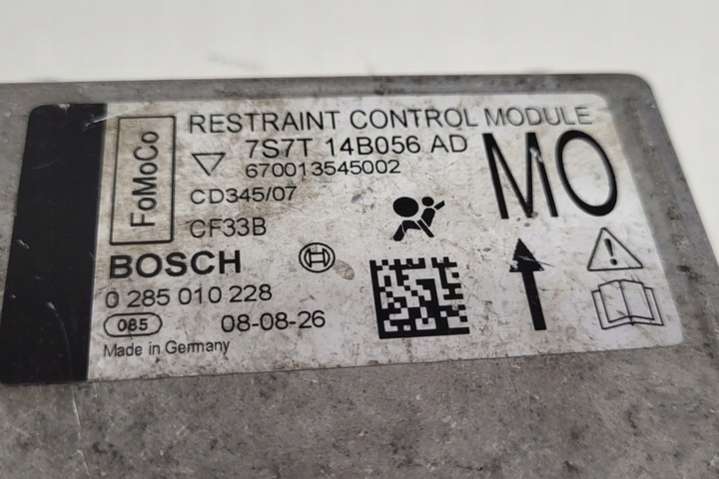 FoMoCo
RESTRAINT CONTROL MODULE
7S7T 14B056 AD
670013545002
CD345/07
CF33B
MO
BOSCH
0 285 010 228
085 08-08-26
Made in Germany